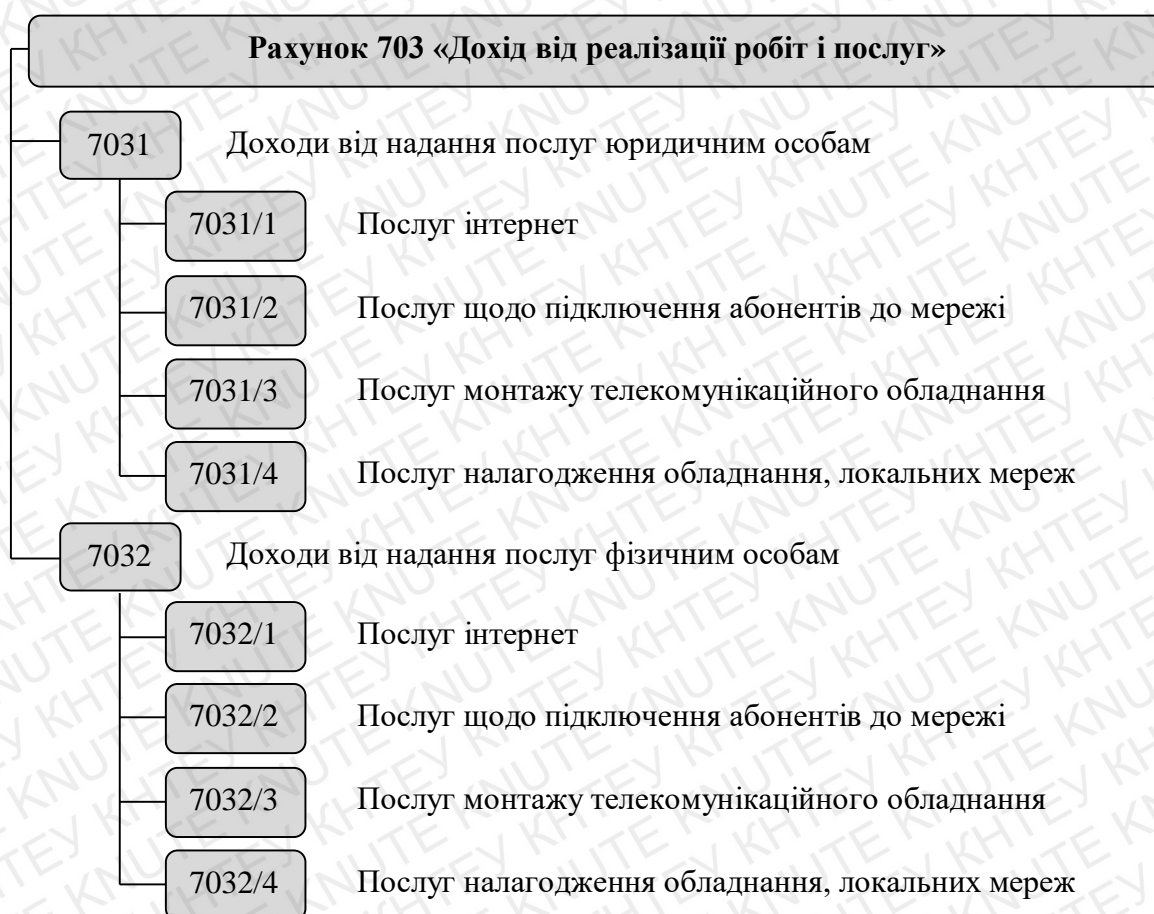 Рахунок 703 «Дохід від реалізації робіт і послуг»
7031 Доходи від надання послуг юридичним особам
7031/1 Послуг інтернет
7031/2 Послуг щодо підключення абонентів до мережі
7031/3 Послуг монтажу телекомунікаційного обладнання
7031/4 Послуг налагодження обладнання, локальних мереж
7032 Доходи від надання послуг фізичним особам
7032/1 Послуг інтернет
7032/2 Послуг щодо підключення абонентів до мережі
7032/3 Послуг монтажу телекомунікаційного обладнання
7032/4 Послуг налагодження обладнання, локальних мереж